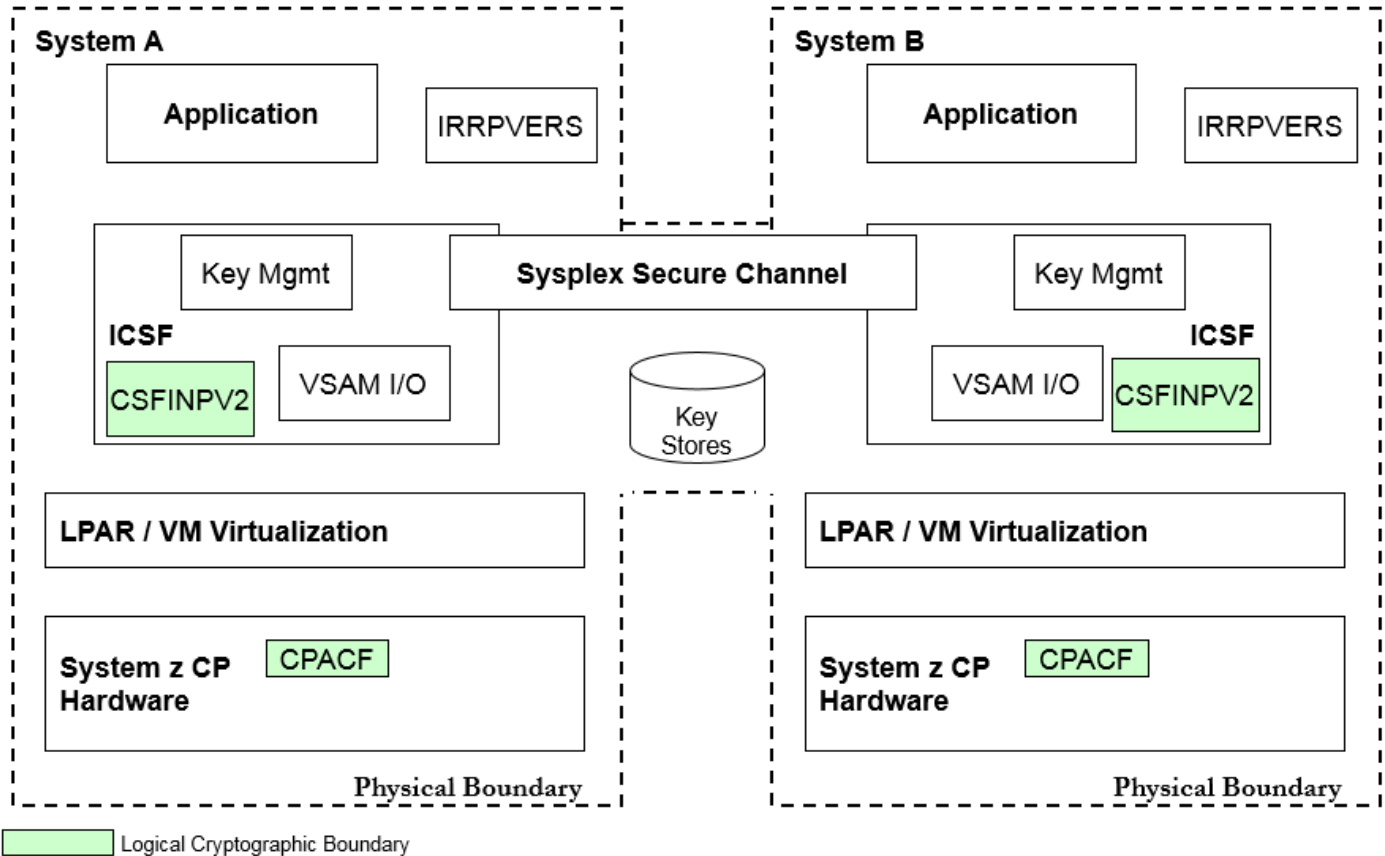 System A
Application
IRRPVERS
Key Mgmt
ICSF
CSFINPV2
VSAM I/O
LPAR / VM Virtualization
System z CP
Hardware
CPACF
Physical Boundary
Sysplex Secure Channel
Key
Stores
System B
Application
IRRPVERS
Key Mgmt
ICSF
VSAM I/O
CSFINPV2
LPAR / VM Virtualization
System z CP
Hardware
CPACF
Physical Boundary
Logical Cryptographic Boundary